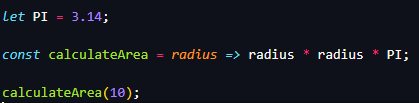 let PI = 3.14;
const calculateArea = radius => radius * radius * PI;
calculateArea(10);